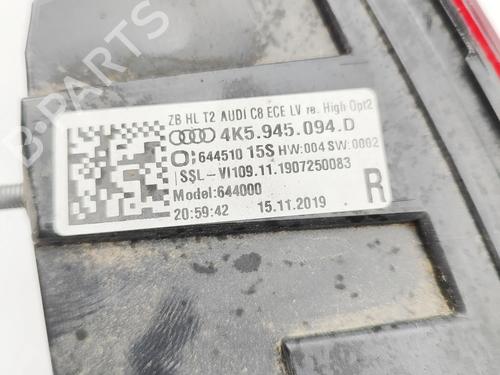 ZB HL T2 AUDI C8 ECE LV re. High Opt2
4K5.945.094.D
644510 15S HW:004 SW:0002
SSL-VI109.11.1907250083
Model:644000
R
20:59:42 15.11.2019